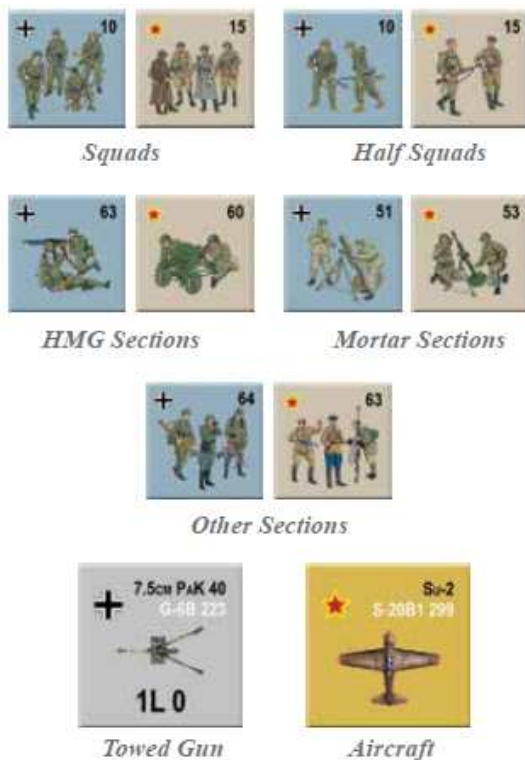 10
15
10
15
Squads
Half Squads
63
60
51
53
HMG Sections
Mortar Sections
64
63
Other Sections
7.5CM PAK 40
G-6B 223
1L 0
SU-2
S-20B1 299
Towed Gun
Aircraft